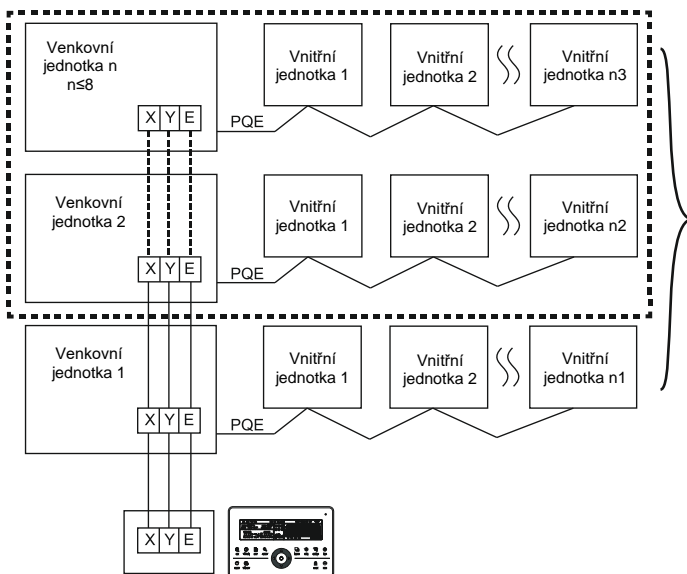 Venkovní
jednotka n
n≤8
X Y E
PQE
Vnitřní
jednotka 1
Vnitřní
jednotka 2
Vnitřní
jednotka n3
Venkovní
jednotka 2
X Y E
PQE
Vnitřní
jednotka 1
Vnitřní
jednotka 2
Vnitřní
jednotka n2
Venkovní
jednotka 1
X Y E
PQE
Vnitřní
jednotka 1
Vnitřní
jednotka 2
Vnitřní
jednotka n1
X Y E